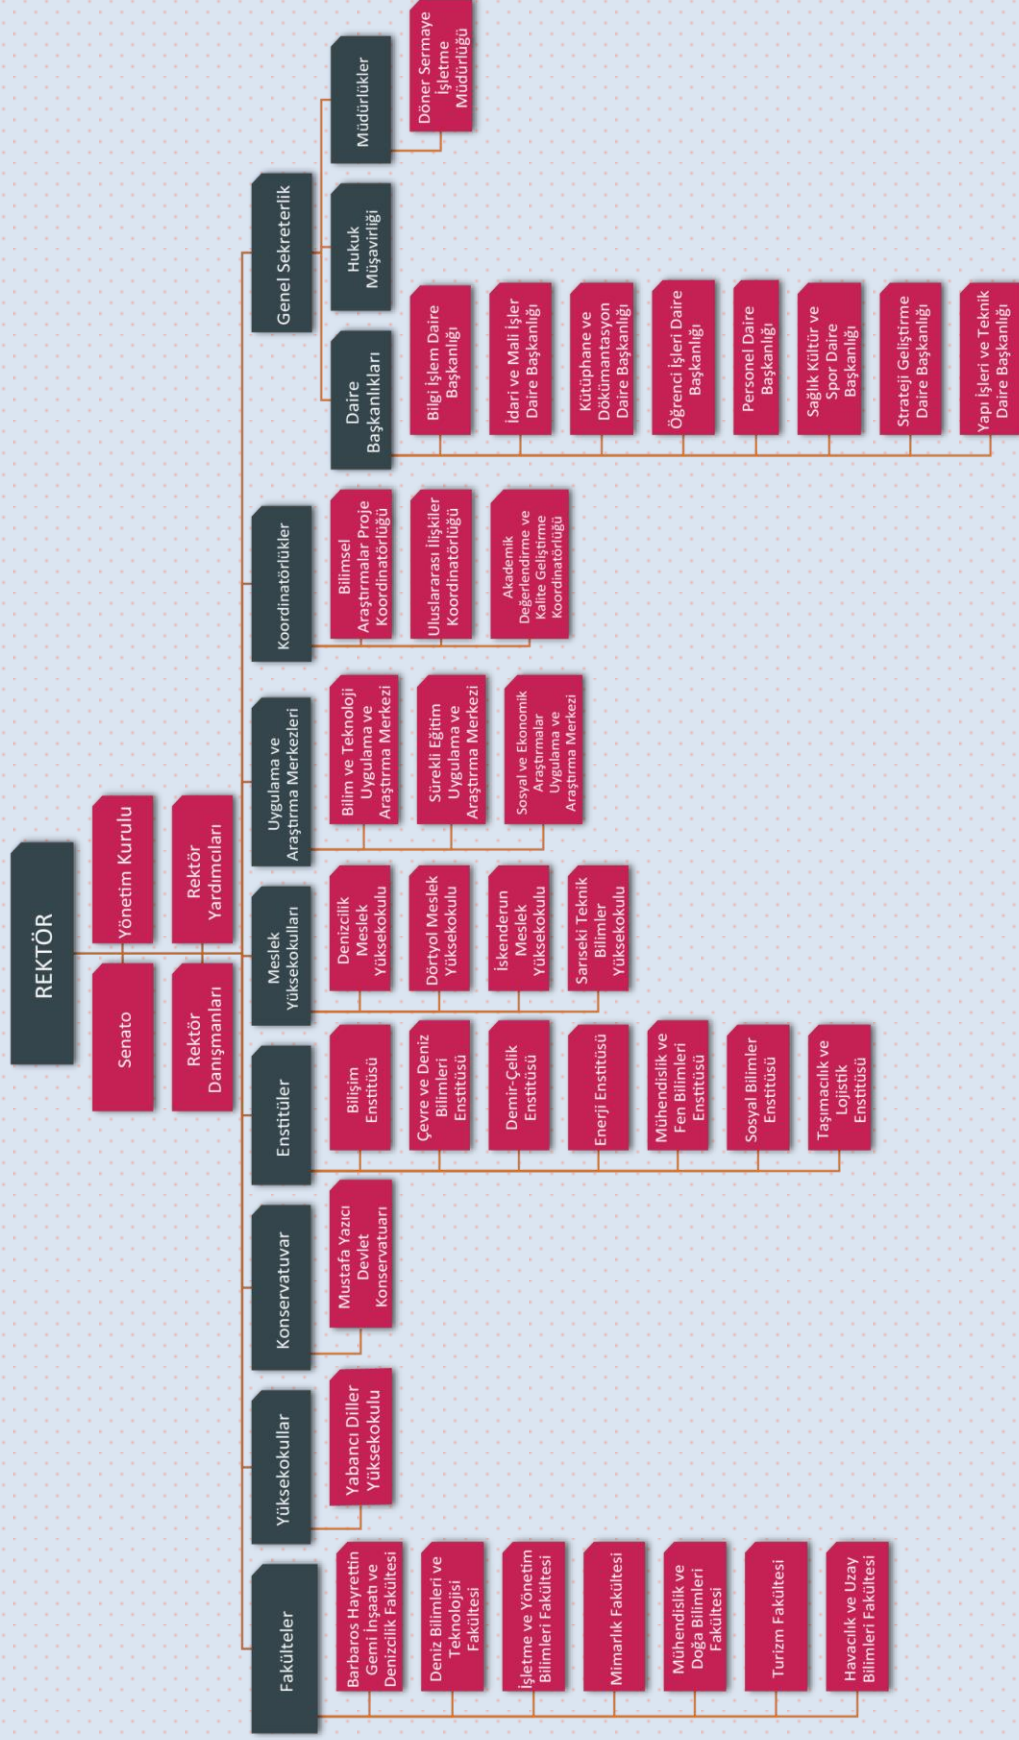 REKTÖR
Senato
Yönetim Kurulu
Rektör
Danışmanları
Rektör
Yardımcıları
Fakülteler
Barbaros Hayrettin
Gemi İnşaatı ve
Denizcilik Fakültesi
Deniz Bilimleri ve
Teknolojisi
Fakültesi
İşletme ve Yönetim
Bilimleri Fakültesi
Mimarlık Fakültesi
Mühendislik ve
Doğa Bilimleri
Fakültesi
Turizm Fakültesi
Havacılık ve Uzay
Bilimleri Fakültesi
Yüksekokullar
Yabancı Diller
Yüksekokulu
Konservatuvar
Mustafa Yazıcı
Devlet
Konservatuarı
Enstitüler
Bilişim
Enstitüsü
Çevre ve Deniz
Bilimleri
Enstitüsü
Demir-Çelik
Enstitüsü
Enerji Enstitüsü
Mühendislik ve
Fen Bilimleri
Enstitüsü
Sosyal Bilimler
Enstitüsü
Taşımacılık ve
Lojistik
Enstitüsü
Meslek
Yüksekokulları
Denizcilik
Meslek
Yüksekokulu
Dörtyol Meslek
Yüksekokulu
İskenderun
Meslek
Yüksekokulu
Sarıseki Teknik
Bilimler
Yüksekokulu
Uygulama ve
Araştırma Merkezleri
Bilim ve Teknoloji
Uygulama ve
Araştırma Merkezi
Sürekli Eğitim
Uygulama ve
Araştırma Merkezi
Sosyal ve Ekonomik
Araştırmalar
Uygulama ve
Araştırma Merkezi
Koordinatörlükler
Bilimsel
Araştırmalar Proje
Koordinatörlüğü
Uluslararası İlişkiler
Koordinatörlüğü
Akademik
Değerlendirme ve
Kalite Geliştirme
Koordinatörlüğü
Genel Sekreterlik
Daire
Başkanlıkları
Bilgi İşlem Daire
Başkanlığı
İdari ve Mali İşler
Daire Başkanlığı
Kütüphane ve
Dökümantasyon
Daire Başkanlığı
Öğrenci İşleri Daire
Başkanlığı
Personel Daire
Başkanlığı
Sağlık Kültür ve
Spor Daire
Başkanlığı
Strateji Geliştirme
Daire Başkanlığı
Yapı İşleri ve Teknik
Daire Başkanlığı
Hukuk
Müşavirliği
Müdürlükler
Döner Sermaye
İşletme
Müdürlüğü